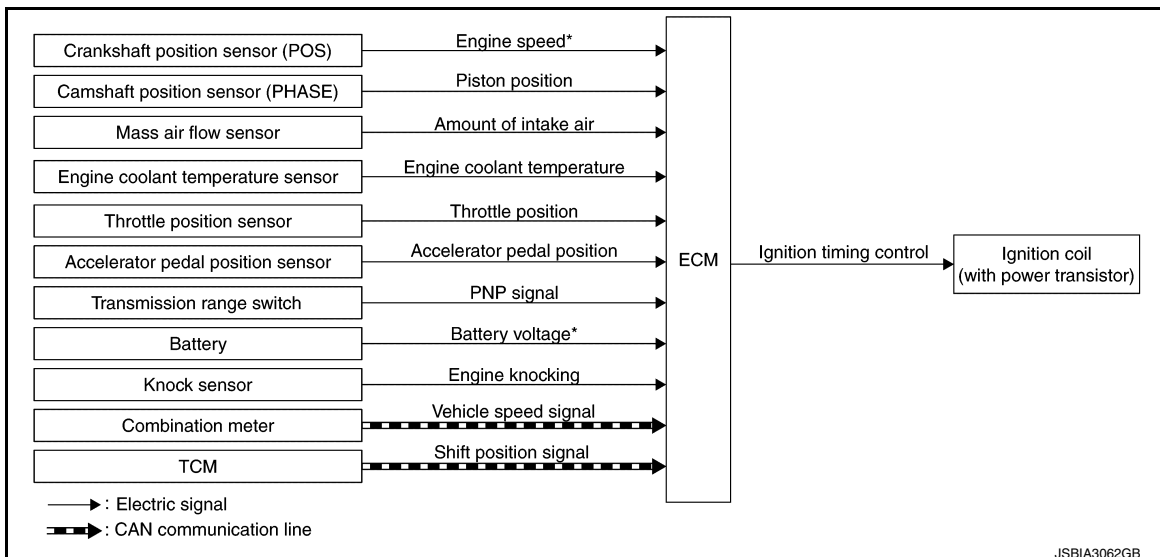 Crankshaft position sensor (POS)
Engine speed*
Camshaft position sensor (PHASE)
Piston position
Mass air flow sensor
Amount of intake air
Engine coolant temperature sensor
Engine coolant temperature
Throttle position sensor
Throttle position
Accelerator pedal position sensor
Accelerator pedal position
ECM
Ignition timing control
Ignition coil
(with power transistor)
Transmission range switch
PNP signal
Battery
Battery voltage*
Knock sensor
Engine knocking
Combination meter
Vehicle speed signal
TCM
Shift position signal
: Electric signal
: CAN communication line
JSBIA3062GB